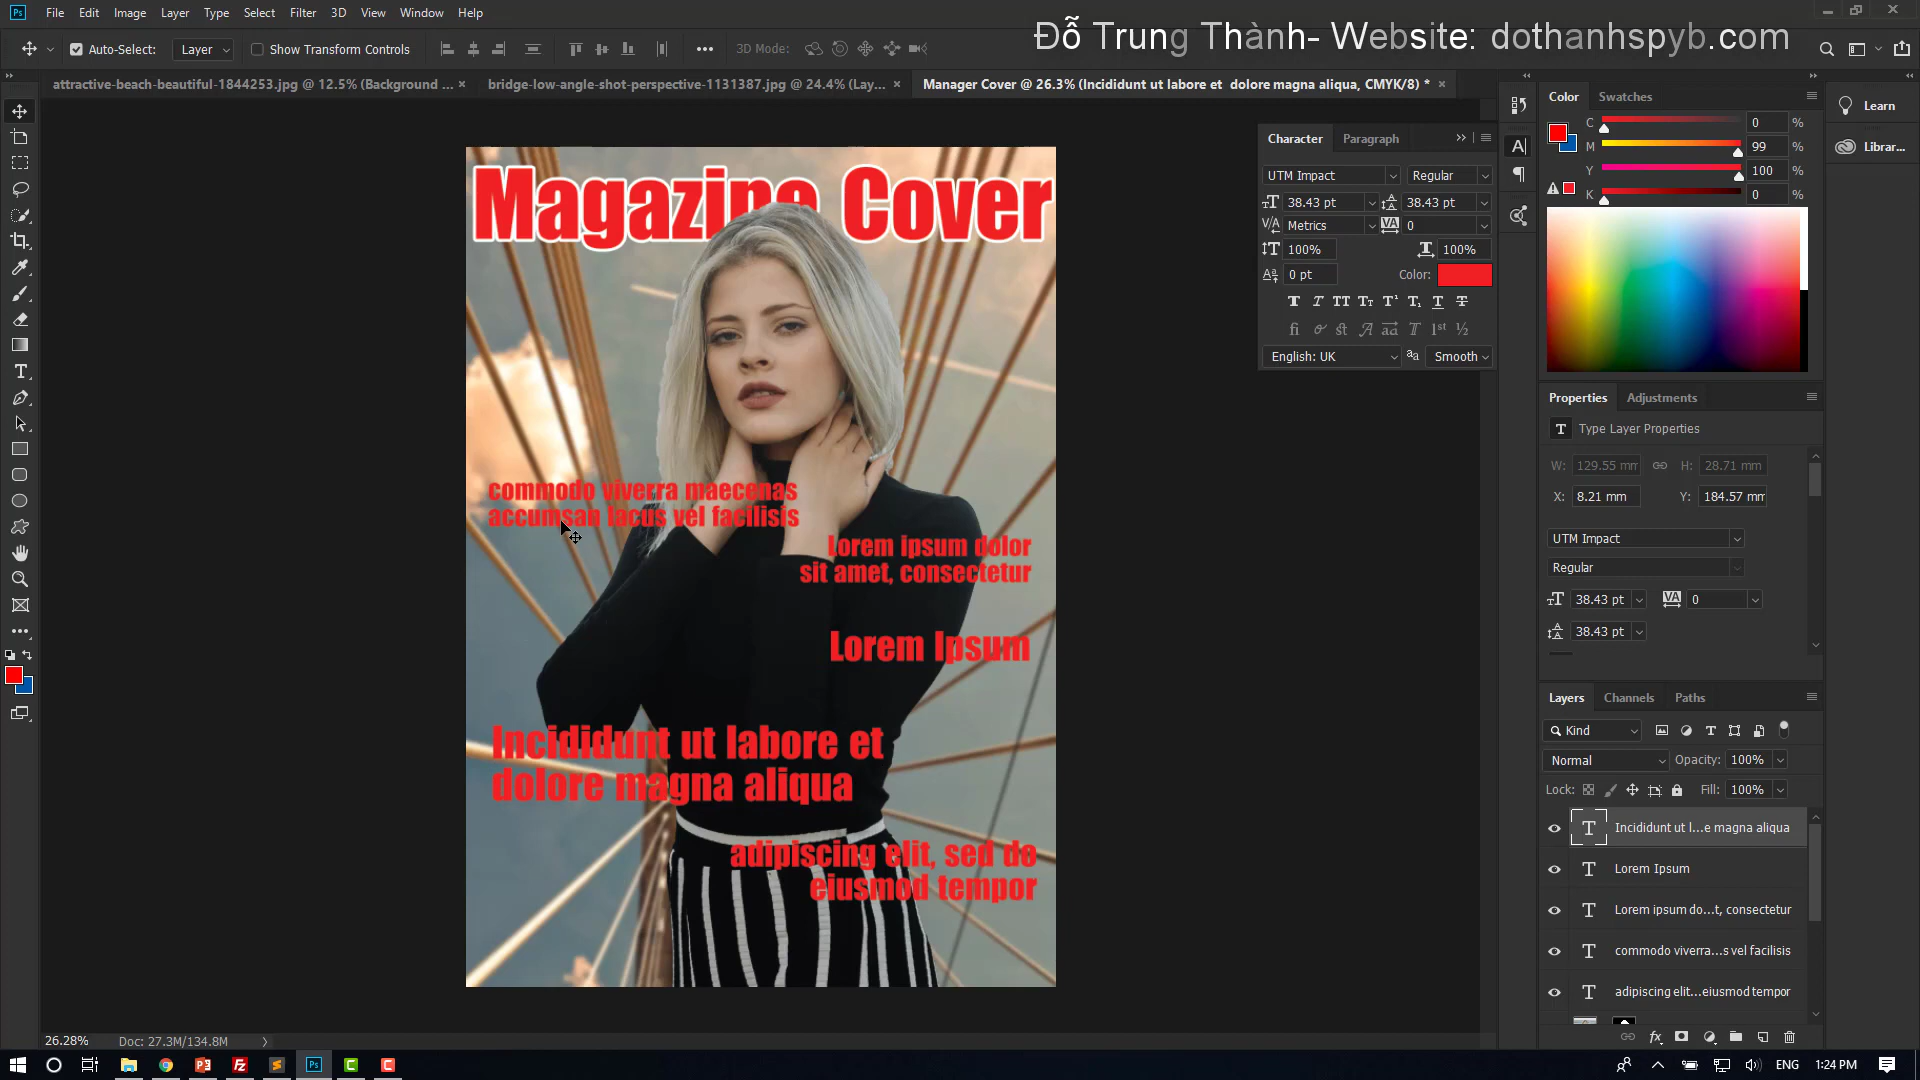 File Edit Image Layer Type Select Filter 3D View Window Help
Đỗ Trung Thành- Website: dothanhspyb.com
Auto-Select: Layer Show Transform Controls 3D Mode:
attractive-beach-beautiful-1844253.jpg @ 12.5% (Background ... × bridge-low-angle-shot-perspective-1131387.jpg @ 24.4% (Lay... × Manager Cover @ 26.3% (Incididunt ut labore et dolore magna aliqua, CMYK/8) * ×
Magazine Cover
commodo viverra maecenas
accumsan lacus vel facilisis
Lorem ipsum dolor
sit amet, consectetur
Lorem Ipsum
Incididunt ut labore et
dolore magna aliqua
adipiscing elit, sed do
eiusmod tempor
Character Paragraph
UTM Impact Regular
38.43 pt 38.43 pt
Metrics 0
100% 100%
0 pt Color:
English: UK Smooth
Color Swatches
C 0 %
M 99 %
Y 100 %
K 0 %
Learn
Librar...
Properties Adjustments
Type Layer Properties
W: 129.55 mm H: 28.71 mm
X: 8.21 mm Y: 184.57 mm
UTM Impact
Regular
38.43 pt 0
38.43 pt
Layers Channels Paths
Kind
Normal Opacity: 100%
Lock: Fill: 100%
Incididunt ut l...e magna aliqua
Lorem Ipsum
Lorem ipsum do...t, consectetur
commodo viverra...s vel facilisis
adipiscing elit...eiusmod tempor
26.28% Doc: 27.3M/134.8M
ENG 1:24 PM